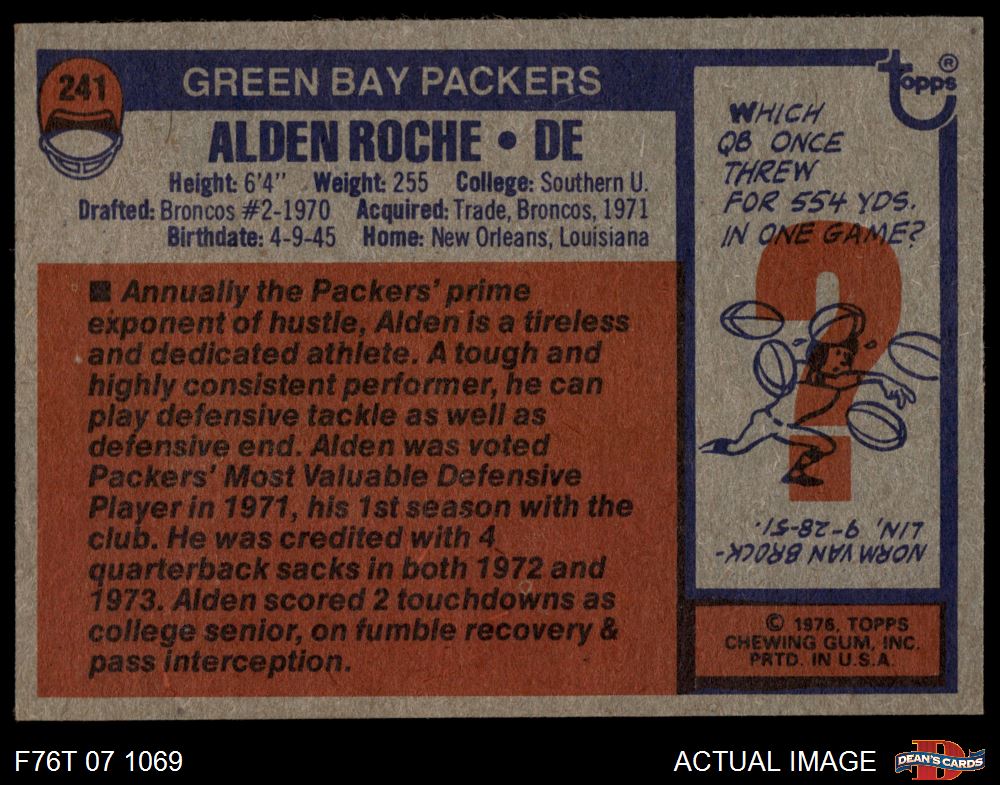 241
GREEN BAY PACKERS
ALDEN ROCHE • DE
Height: 6'4" Weight: 255 College: Southern U.
Drafted: Broncos #2-1970 Acquired: Trade, Broncos, 1971
Birthdate: 4-9-45 Home: New Orleans, Louisiana
■ Annually the Packers' prime
exponent of hustle, Alden is a tireless
and dedicated athlete. A tough and
highly consistent performer, he can
play defensive tackle as well as
defensive end. Alden was voted
Packers' Most Valuable Defensive
Player in 1971, his 1st season with the
club. He was credited with 4
quarterback sacks in both 1972 and
1973. Alden scored 2 touchdowns as
college senior, on fumble recovery &
pass interception.
topps®
WHICH
QB ONCE
THREW
FOR 554 YDS.
IN ONE GAME?
?
NORM VAN BROCK-
LIN, 9-28-51.
© 1976, TOPPS
CHEWING GUM, INC.
PRTD. IN U.S.A.
F76T 07 1069
ACTUAL IMAGE
D
DEAN'S CARDS